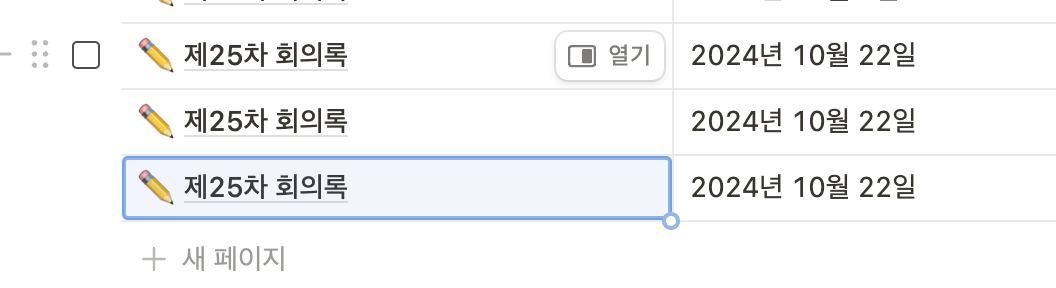 제25차 회의록 열기 2024년 10월 22일
제25차 회의록 2024년 10월 22일
제25차 회의록 2024년 10월 22일
새 페이지